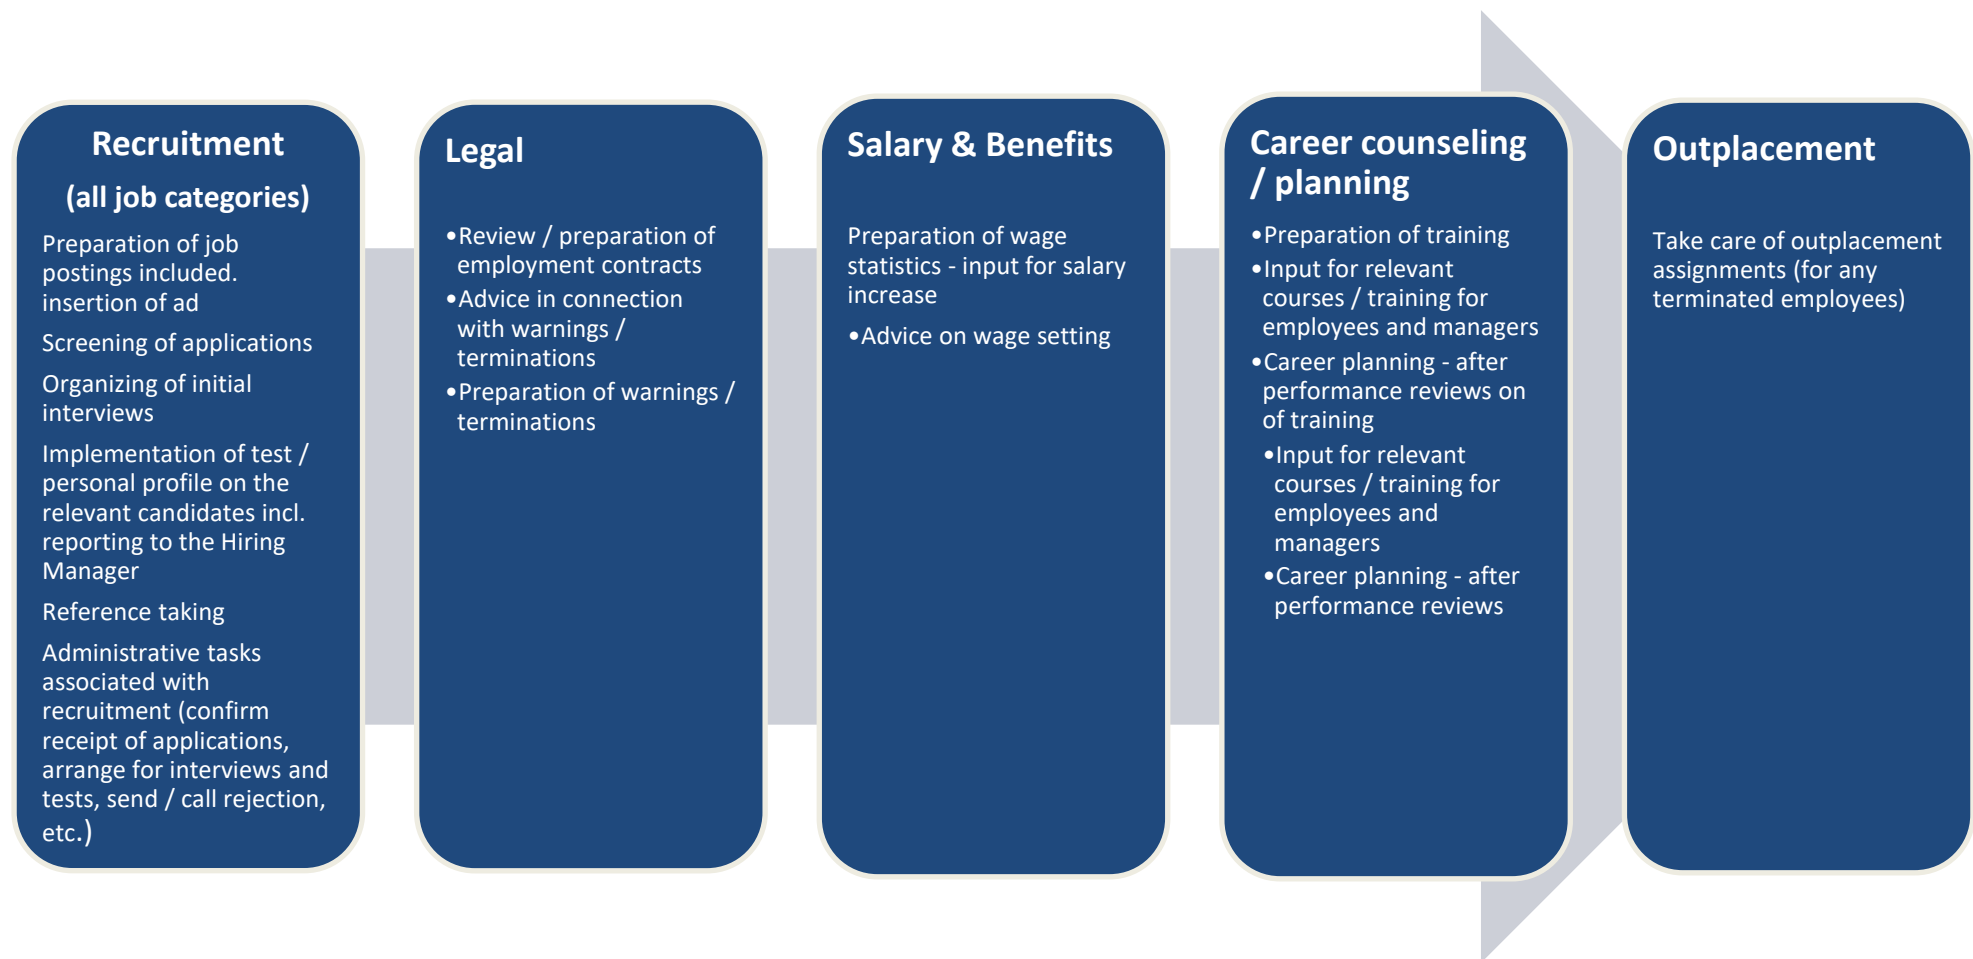 Recruitment
(all job categories)
Preparation of job
postings included.
insertion of ad
Screening of applications
Organizing of initial
interviews
Implementation of test /
personal profile on the
relevant candidates incl.
reporting to the Hiring
Manager
Reference taking
Administrative tasks
associated with
recruitment (confirm
receipt of applications,
arrange for interviews and
tests, send / call rejection,
etc.)
Legal
•Review / preparation of
employment contracts
•Advice in connection
with warnings /
terminations
•Preparation of warnings /
terminations
Salary & Benefits
Preparation of wage
statistics - input for salary
increase
•Advice on wage setting
Career counseling
/ planning
•Preparation of training
•Input for relevant
courses / training for
employees and managers
•Career planning - after
performance reviews on
of training
•Input for relevant
courses / training for
employees and
managers
•Career planning - after
performance reviews
Outplacement
Take care of outplacement
assignments (for any
terminated employees)